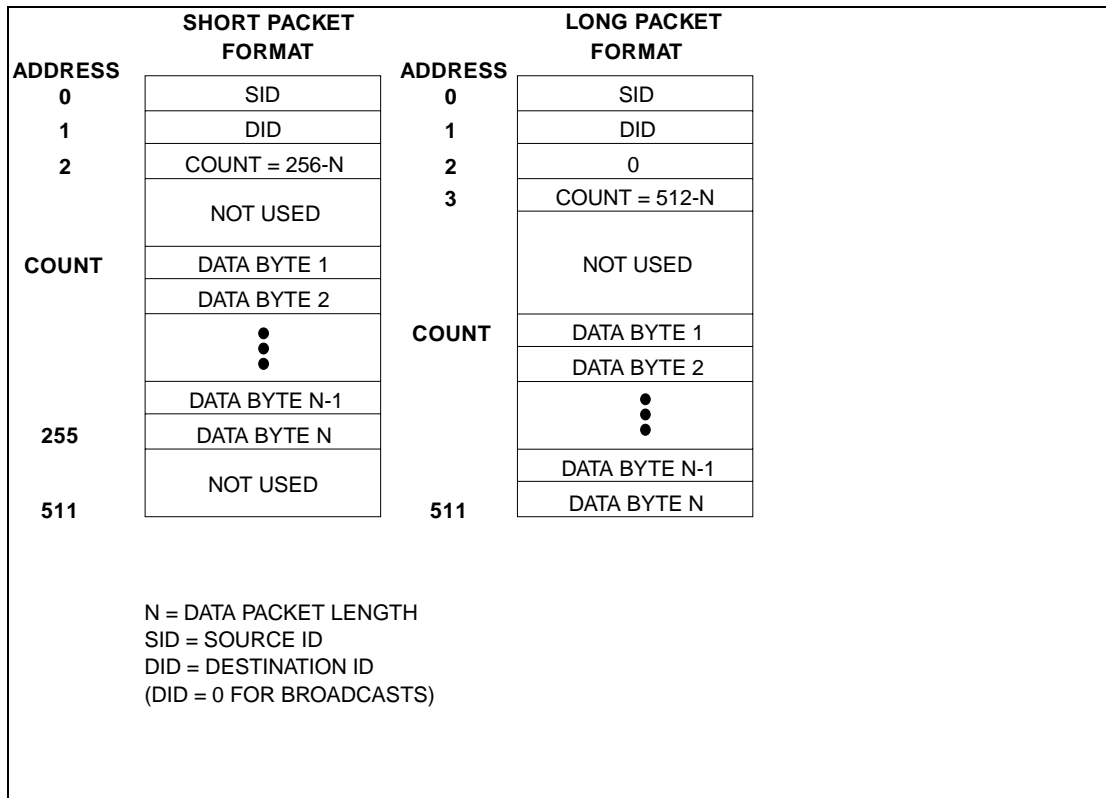 SHORT PACKET
FORMAT
ADDRESS
0 SID
1 DID
2 COUNT = 256-N
NOT USED
COUNT DATA BYTE 1
DATA BYTE 2
DATA BYTE N-1
255 DATA BYTE N
NOT USED
511
LONG PACKET
FORMAT
ADDRESS
0 SID
1 DID
2 0
3 COUNT = 512-N
NOT USED
COUNT DATA BYTE 1
DATA BYTE 2
DATA BYTE N-1
511 DATA BYTE N
N = DATA PACKET LENGTH
SID = SOURCE ID
DID = DESTINATION ID
(DID = 0 FOR BROADCASTS)